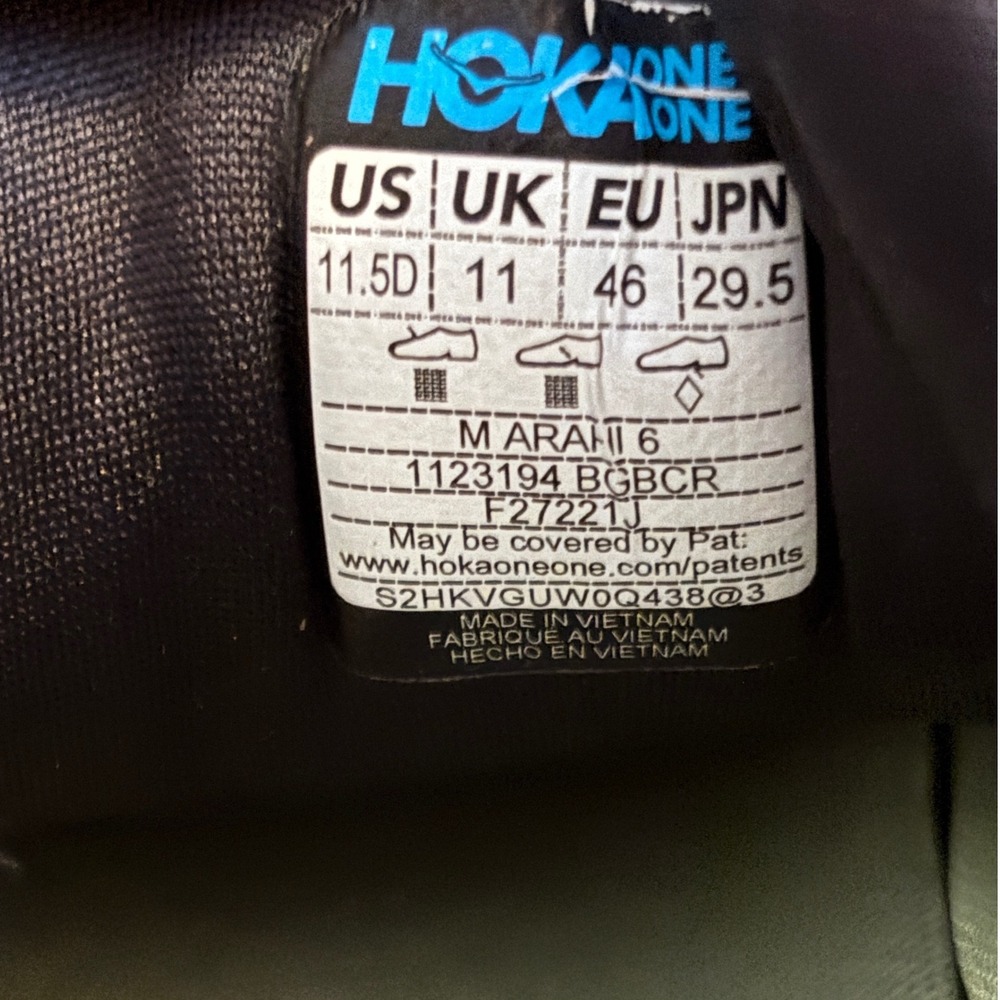 HOKA ONE ONE
US UK EU JPN
11.5D 11 46 29.5
M ARAHI 6
1123194 BGBCR
F27221J
May be covered by Pat:
www.hokaoneone.com/patents
S2HKVGUW0Q438@3
MADE IN VIETNAM
FABRIQUÉ AU VIETNAM
HECHO EN VIETNAM